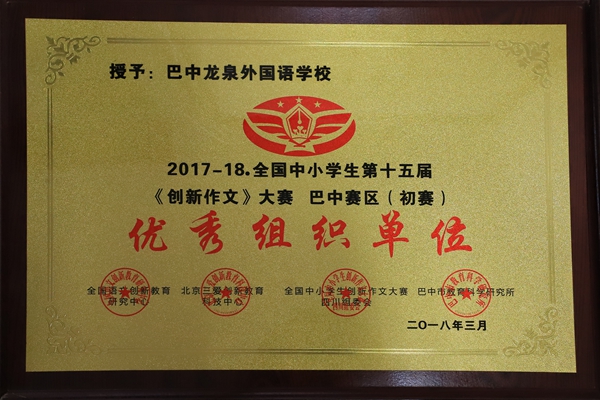 授予：巴中龙泉外国语学校
2017-18.全国中小学生第十五届
《创新作文》大赛 巴中赛区（初赛）
优秀组织单位
全国语文创新教育 北京三爱创新教育 全国中小学生创新作文大赛 巴中市教育科学研究所
研究中心 科技中心 四川组委会
二〇一八年三月